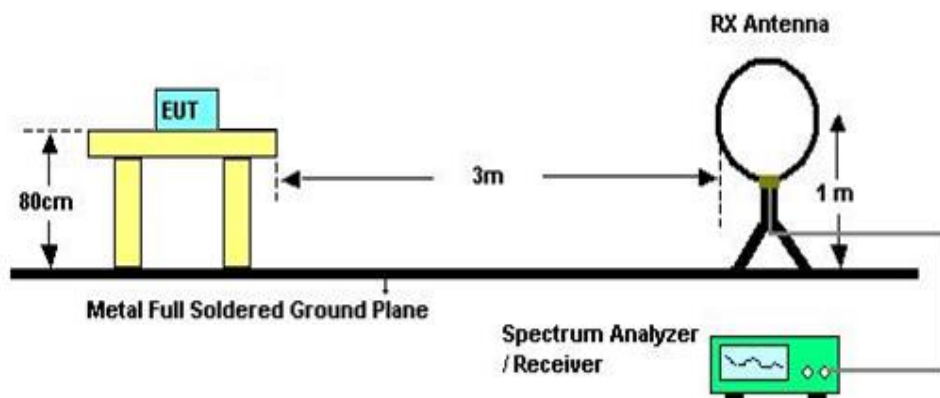 RX Antenna
EUT
80cm
3m
1 m
Metal Full Soldered Ground Plane
Spectrum Analyzer
/ Receiver